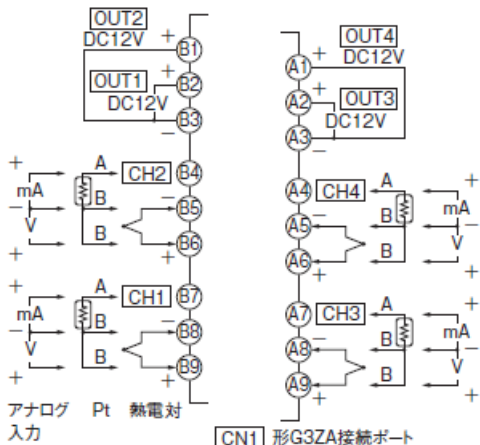 OUT2
DC12V
+ B1
OUT1 + B2
DC12V
− B3
+ A CH2 B4
mA
− B − B5
V
+ B + B6
+ A CH1 B7
mA
− B − B8
V
+ B + B9
アナログ入力 Pt 熱電対
OUT4
+ DC12V
A1
+ OUT3
A2
DC12V
A3 −
A4 CH4 A +
mA
A5 − B −
V
A6 + B +
A7 CH3 A +
mA
A8 − B −
V
A9 + B +
CN1 形G3ZA接続ポート